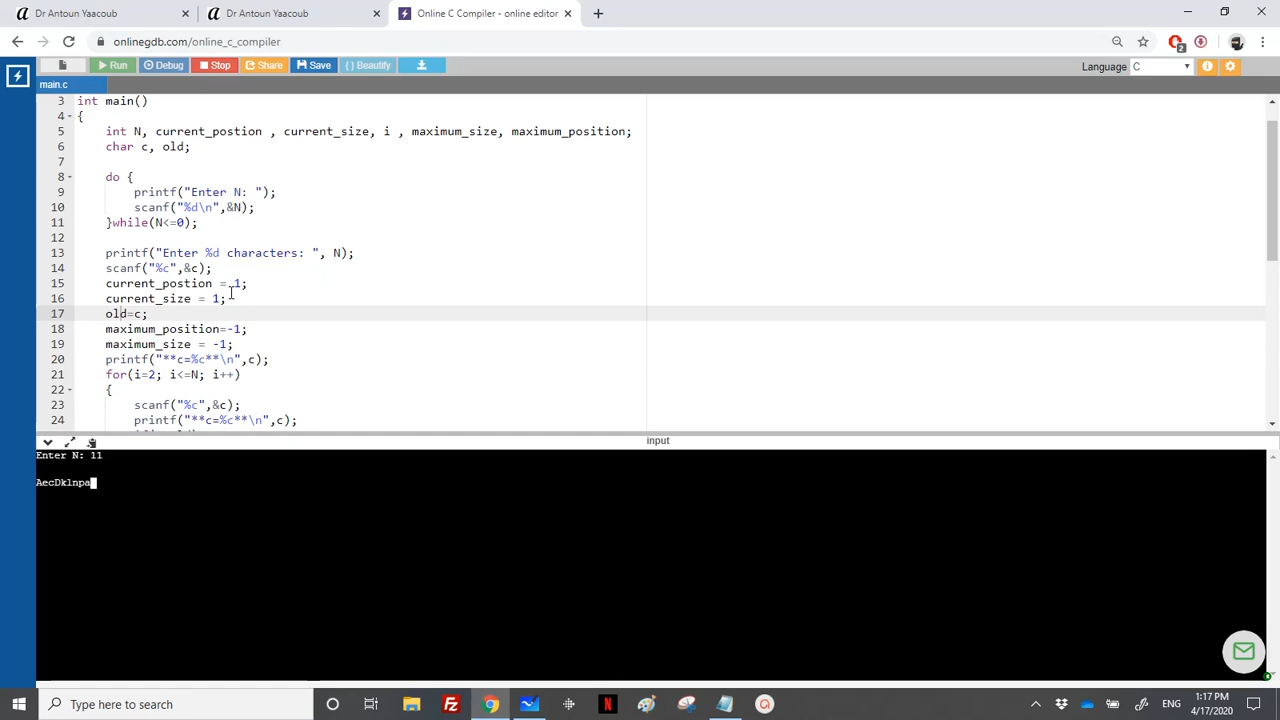 Dr Antoun Yaacoub
Dr Antoun Yaacoub
Online C Compiler - online editor
onlinegdb.com/online_c_compiler
2
Run Debug Stop Share Save { } Beautify
Language C
main.c
3 int main()
4 {
5 int N, current_postion , current_size, i , maximum_size, maximum_position;
6 char c, old;
7
8 do {
9 printf("Enter N: ");
10 scanf("%d\n",&N);
11 }while(N<=0);
12
13 printf("Enter %d characters: ", N);
14 scanf("%c",&c);
15 current_postion = 1;
16 current_size = 1;
17 old=c;
18 maximum_position=-1;
19 maximum_size = -1;
20 printf("**c=%c**\n",c);
21 for(i=2; i<=N; i++)
22 {
23 scanf("%c",&c);
24 printf("**c=%c**\n",c);
input
Enter N: 11
AecDklnpa
Type here to search
ENG
1:17 PM
4/17/2020